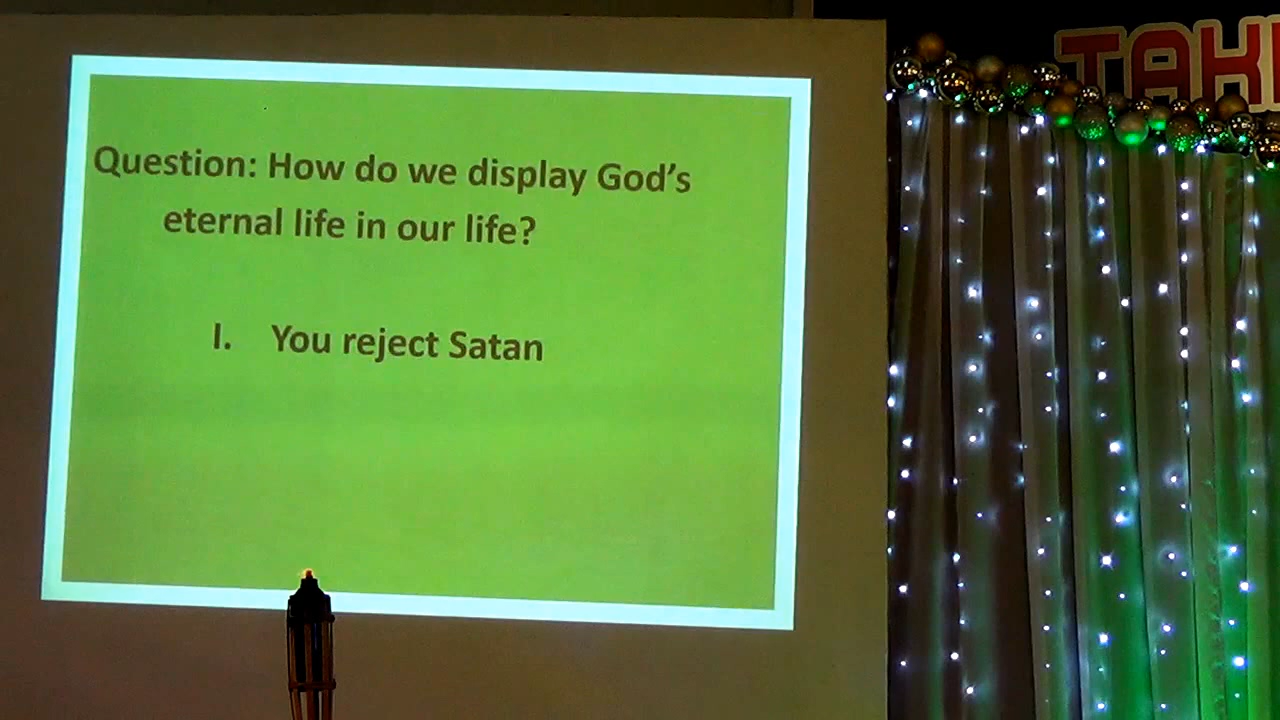 Question: How do we display God's
eternal life in our life?
I. You reject Satan